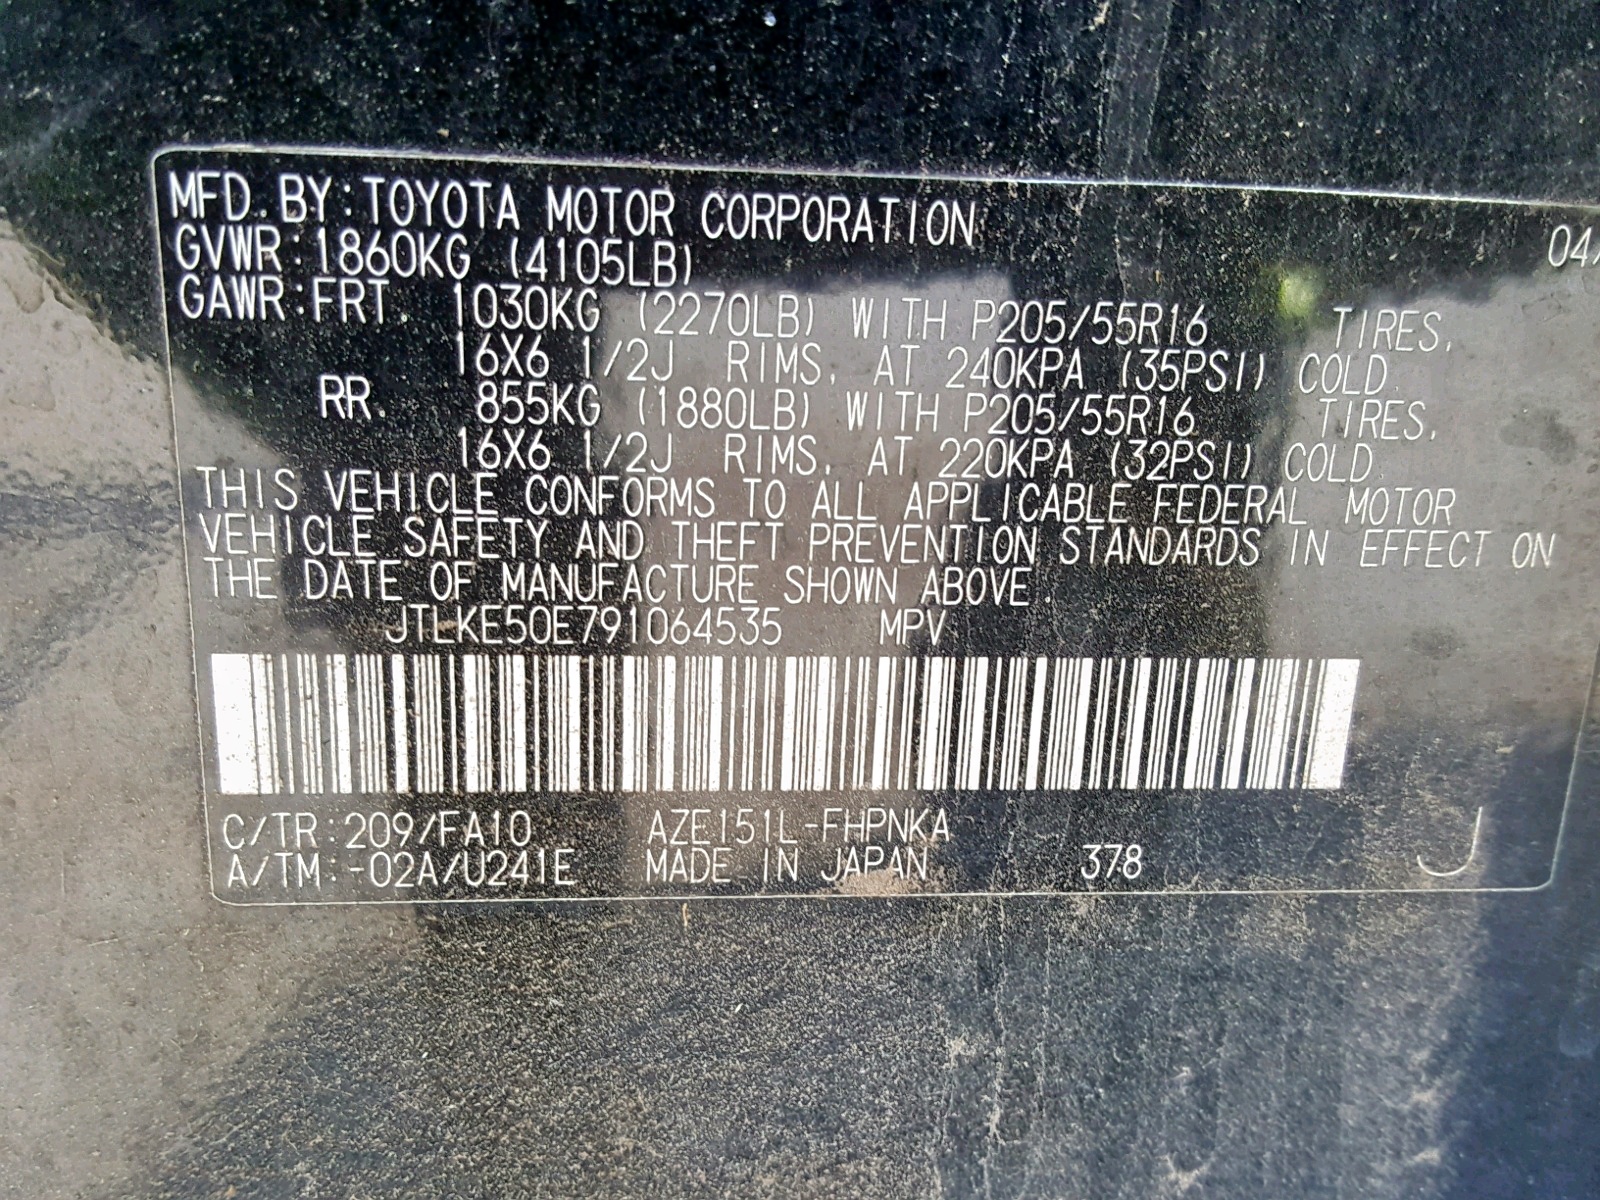 MFD. BY: TOYOTA MOTOR CORPORATION 04/
GVWR: 1860KG (4105LB)
GAWR: FRT 1030KG (2270LB) WITH P205/55R16 TIRES,
16X6 1/2J RIMS, AT 240KPA (35PSI) COLD.
RR. 855KG (1880LB) WITH P205/55R16 TIRES,
16X6 1/2J RIMS, AT 220KPA (32PSI) COLD.
THIS VEHICLE CONFORMS TO ALL APPLICABLE FEDERAL MOTOR
VEHICLE SAFETY AND THEFT PREVENTION STANDARDS IN EFFECT ON
THE DATE OF MANUFACTURE SHOWN ABOVE.
JTLKE50E791064535 MPV
C/TR: 209/FA10 AZE151L-FHPNKA
A/TM: -02A/U241E MADE IN JAPAN 378 J